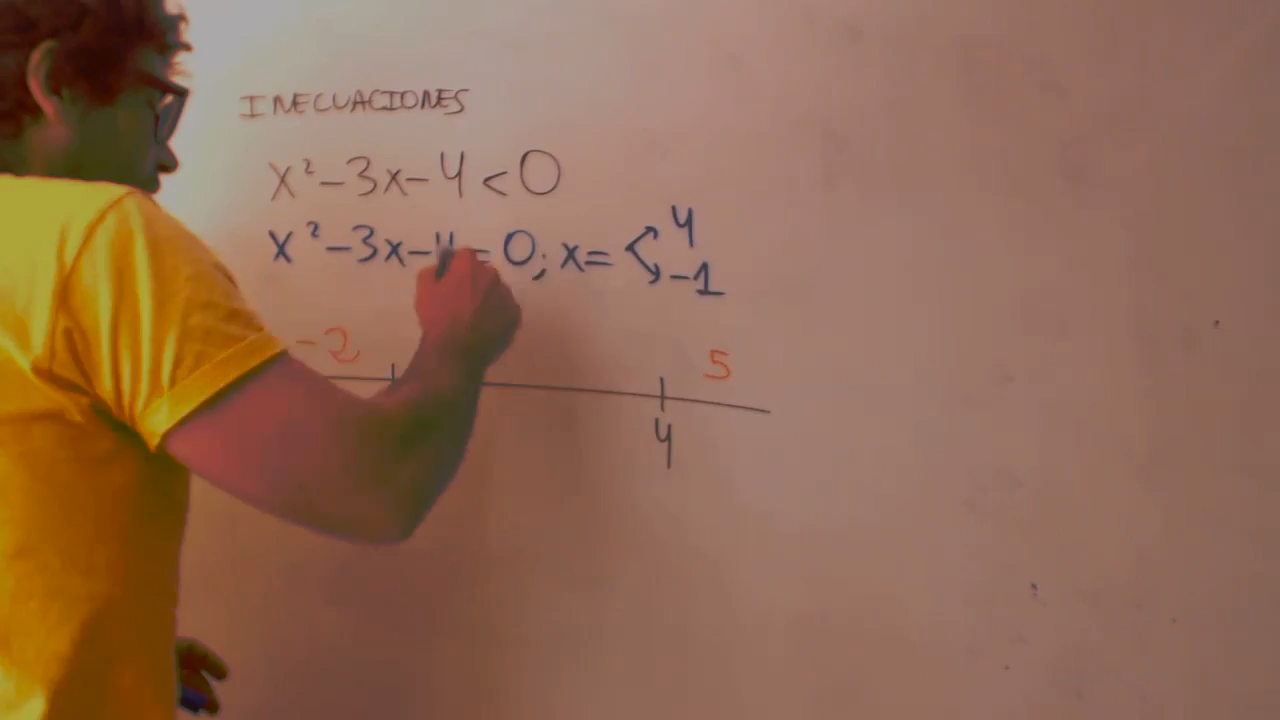 INECUACIONES
x²-3x-4<0
x²-3x-4=0; x= 4
-1
-2 5
4